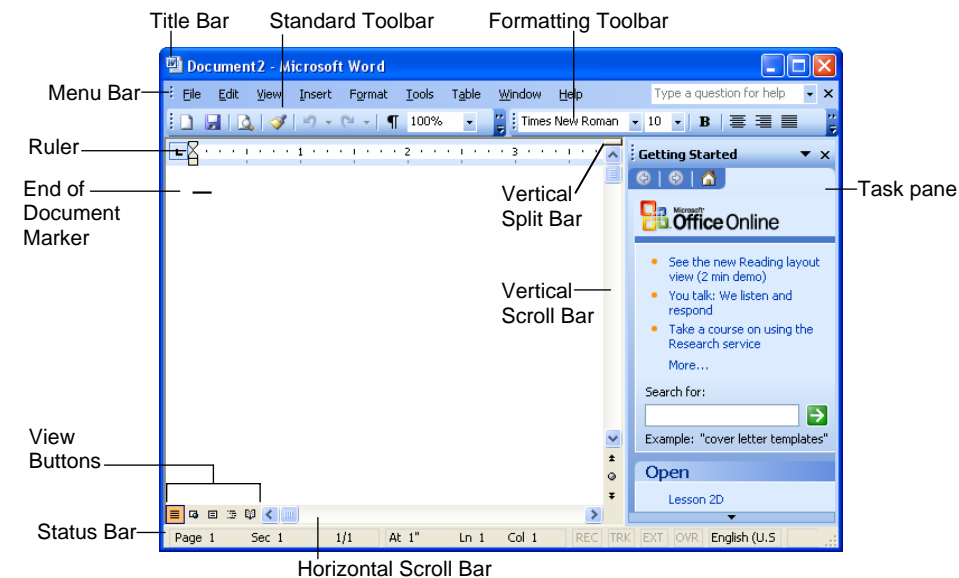 Title Bar
Standard Toolbar
Formatting Toolbar
Document2 - Microsoft Word
Menu Bar
File Edit View Insert Format Tools Table Window Help Type a question for help
100% Times New Roman 10 B
Ruler
1 2 3
Getting Started
End of
Document
Marker
Vertical
Split Bar
Task pane
Microsoft
Office Online
See the new Reading layout
view (2 min demo)
You talk: We listen and
respond
Take a course on using the
Research service
More...
Vertical
Scroll Bar
Search for:
Example: "cover letter templates"
View
Buttons
Open
Lesson 2D
Status Bar
Page 1 Sec 1 1/1 At 1" Ln 1 Col 1 REC TRK EXT OVR English (U.S
Horizontal Scroll Bar